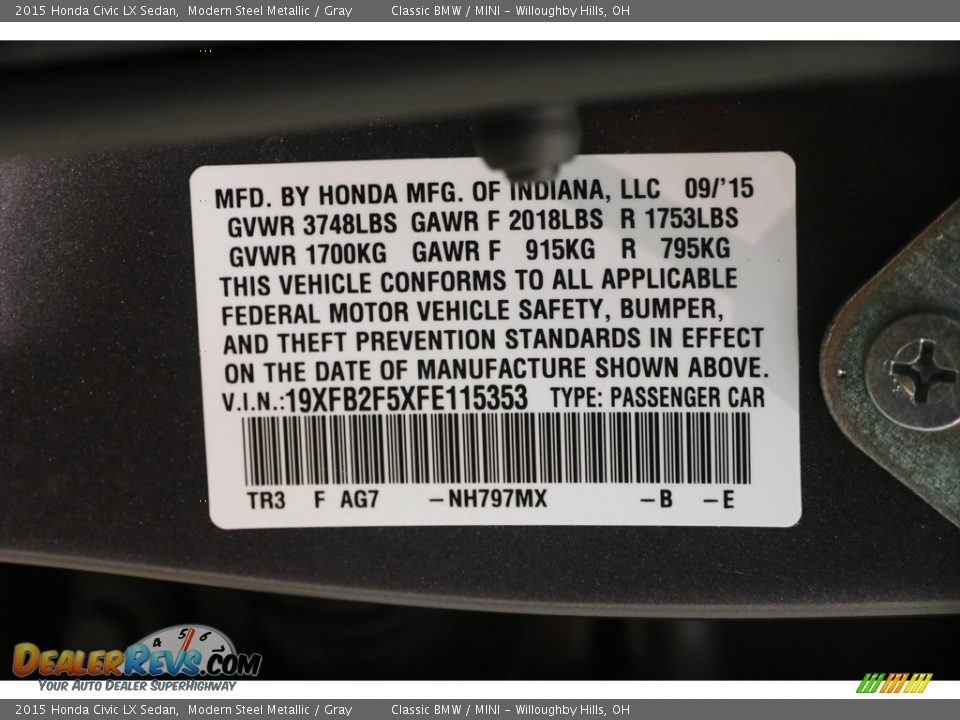 2015 Honda Civic LX Sedan, Modern Steel Metallic / Gray Classic BMW / MINI - Willoughby Hills, OH
MFD. BY HONDA MFG. OF INDIANA, LLC 09/'15
GVWR 3748LBS GAWR F 2018LBS R 1753LBS
GVWR 1700KG GAWR F 915KG R 795KG
THIS VEHICLE CONFORMS TO ALL APPLICABLE
FEDERAL MOTOR VEHICLE SAFETY, BUMPER,
AND THEFT PREVENTION STANDARDS IN EFFECT
ON THE DATE OF MANUFACTURE SHOWN ABOVE.
V.I.N.:19XFB2F5XFE115353 TYPE: PASSENGER CAR
TR3 F AG7 -NH797MX -B -E
4 5 6
DEALERREVS.COM
YOUR AUTO DEALER SUPERHIGHWAY
2015 Honda Civic LX Sedan, Modern Steel Metallic / Gray Classic BMW / MINI - Willoughby Hills, OH